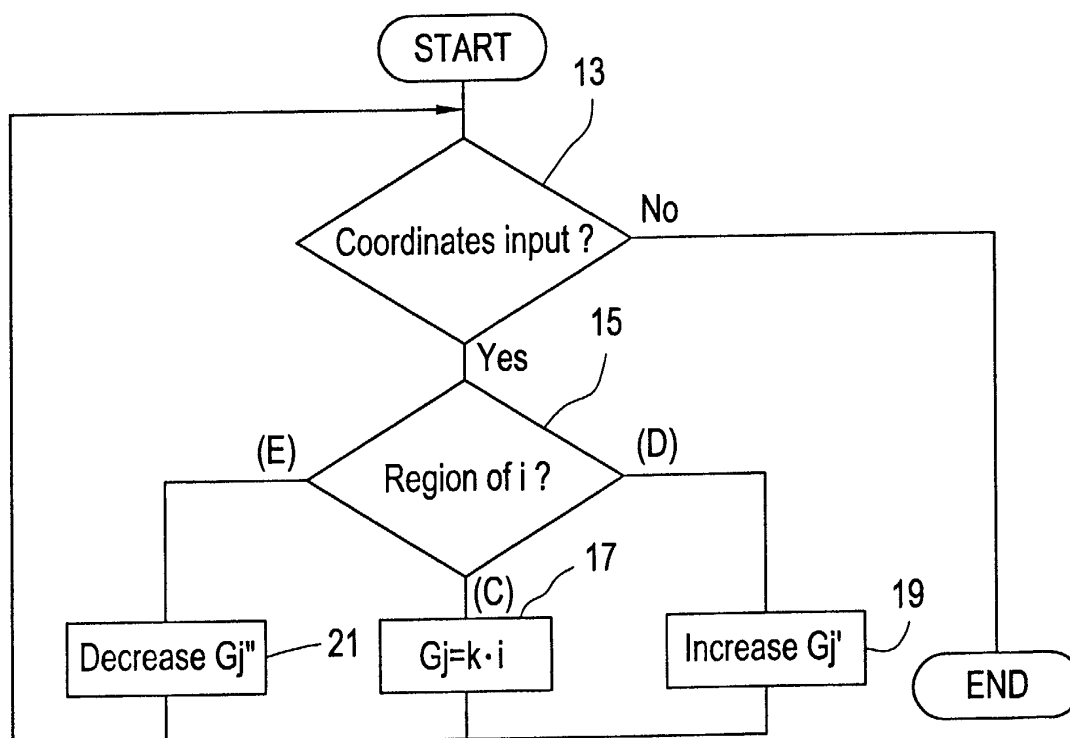 START
13
Coordinates input ?
No
Yes
15
(E)
(D)
Region of i ?
(C)
17
Decrease Gj"
21
Gj=k·i
Increase Gj'
19
END